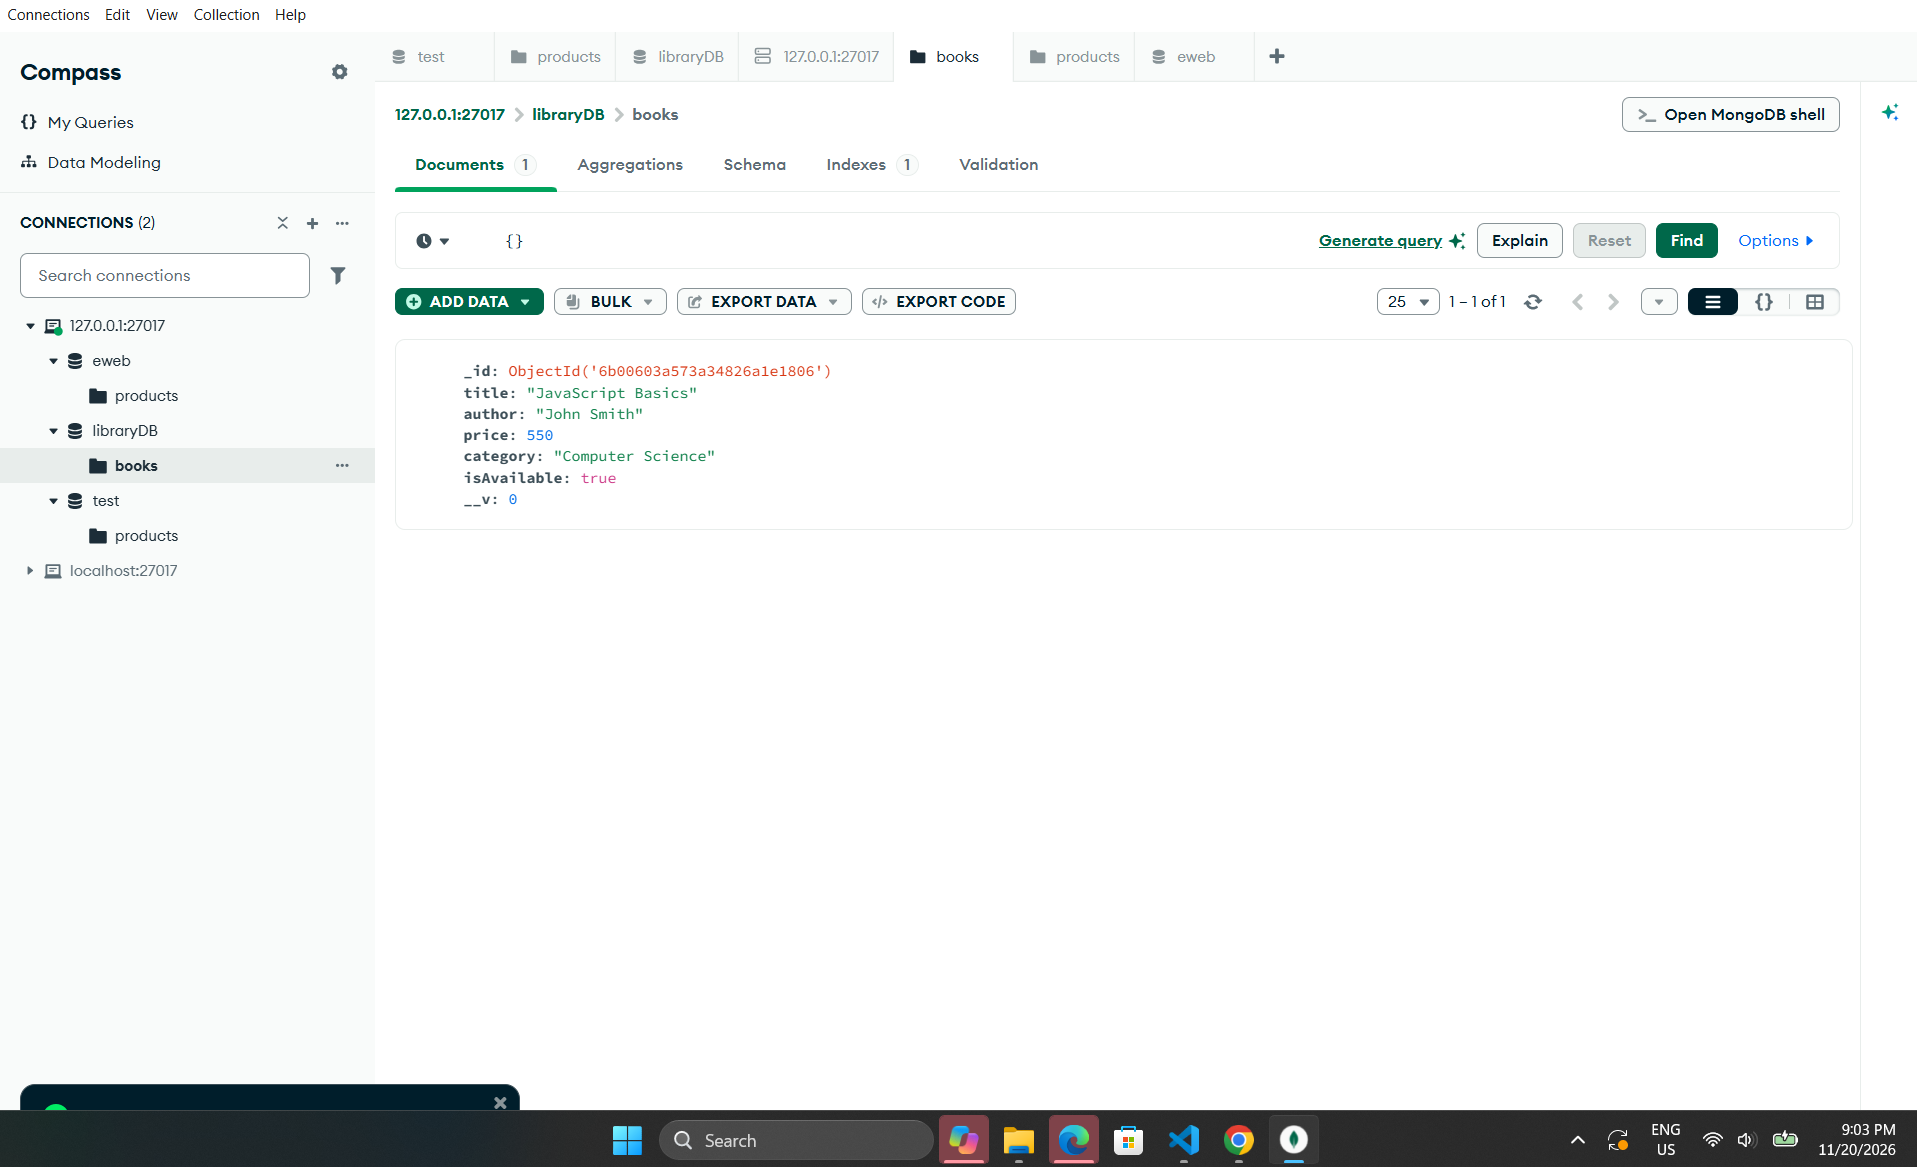 Connections Edit View Collection Help
Compass
My Queries
Data Modeling
CONNECTIONS (2)
Search connections
127.0.0.1:27017
eweb
products
libraryDB
books
test
products
localhost:27017
test products libraryDB 127.0.0.1:27017 books products eweb
127.0.0.1:27017 libraryDB books
Open MongoDB shell
Documents 1 Aggregations Schema Indexes 1 Validation
{} Generate query Explain Reset Find Options
ADD DATA BULK EXPORT DATA EXPORT CODE 25 1 – 1 of 1
_id: ObjectId('6b00603a573a34826a1e1806')
title: "JavaScript Basics"
author: "John Smith"
price: 550
category: "Computer Science"
isAvailable: true
__v: 0
Search
ENG
US
9:03 PM
11/20/2026